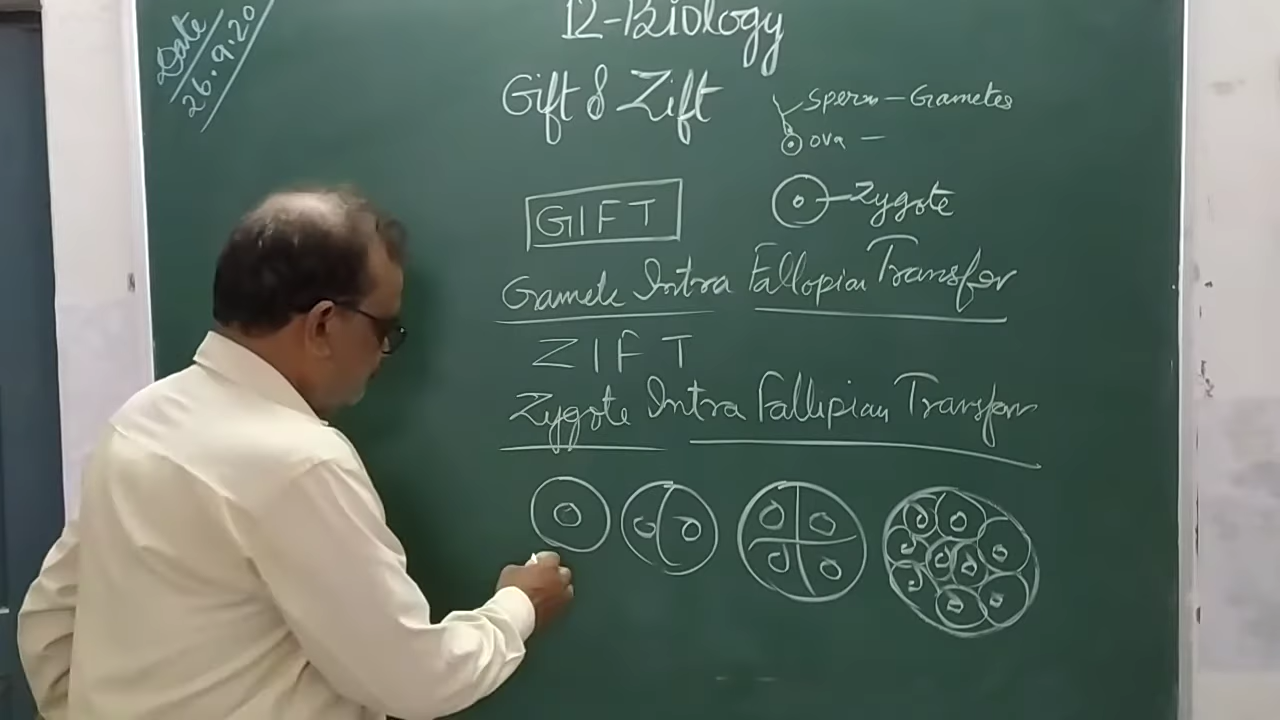 Date
26.9.20
12-Biology
Gift & Zift
Sperm - Gametes
ova -
Zygote
GIFT
Gamete Intra Fallopian Transfer
ZIFT
Zygote Intra Fallipian Transfer